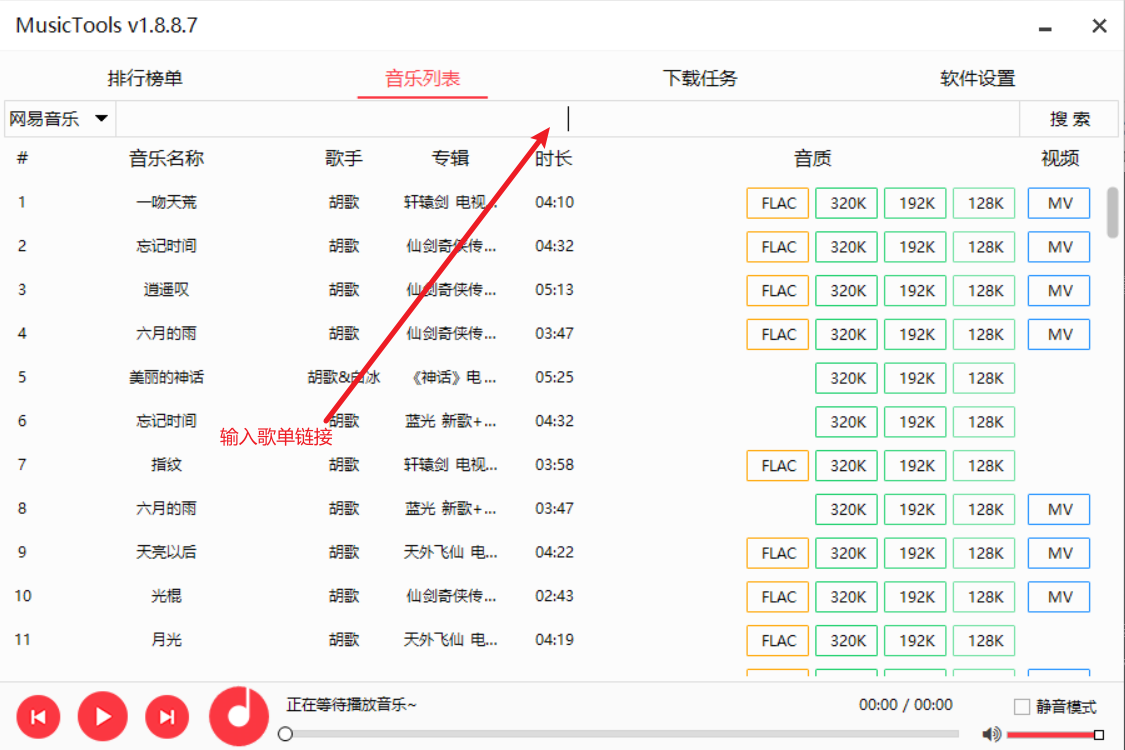 MusicTools v1.8.8.7
排行榜单 音乐列表 下载任务 软件设置
网易音乐 搜 索
# 音乐名称 歌手 专辑 时长 音质 视频
1 一吻天荒 胡歌 轩辕剑 电视... 04:10 FLAC 320K 192K 128K MV
2 忘记时间 胡歌 仙剑奇侠传... 04:32 FLAC 320K 192K 128K MV
3 逍遥叹 胡歌 仙剑奇侠传... 05:13 FLAC 320K 192K 128K MV
4 六月的雨 胡歌 仙剑奇侠传... 03:47 FLAC 320K 192K 128K MV
5 美丽的神话 胡歌&白冰 《神话》电... 05:25 320K 192K 128K
6 忘记时间 胡歌 蓝光 新歌+... 04:32 320K 192K 128K
输入歌单链接
7 指纹 胡歌 轩辕剑 电视... 03:58 FLAC 320K 192K 128K
8 六月的雨 胡歌 蓝光 新歌+... 03:47 320K 192K 128K MV
9 天亮以后 胡歌 天外飞仙 电... 04:22 FLAC 320K 192K 128K MV
10 光棍 胡歌 仙剑奇侠传... 02:43 FLAC 320K 192K 128K MV
11 月光 胡歌 天外飞仙 电... 04:19 FLAC 320K 192K 128K
正在等待播放音乐~ 00:00 / 00:00 静音模式